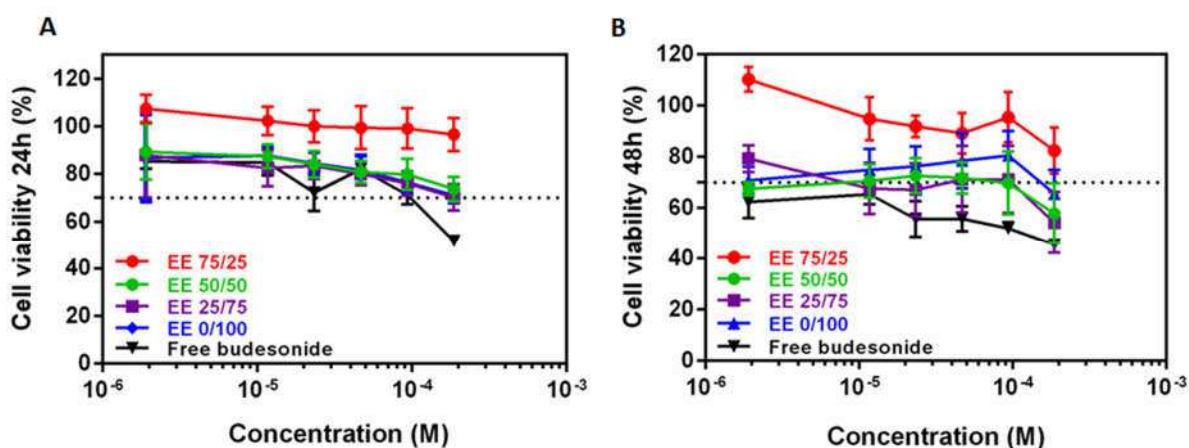 A
Cell viability 24h (%)
120
100
80
60
40
20
0
EE 75/25
EE 50/50
EE 25/75
EE 0/100
Free budesonide
10⁻⁶
10⁻⁵
10⁻⁴
10⁻³
Concentration (M)
B
Cell viability 48h (%)
120
100
80
60
40
20
0
EE 75/25
EE 50/50
EE 25/75
EE 0/100
Free budesonide
10⁻⁶
10⁻⁵
10⁻⁴
10⁻³
Concentration (M)